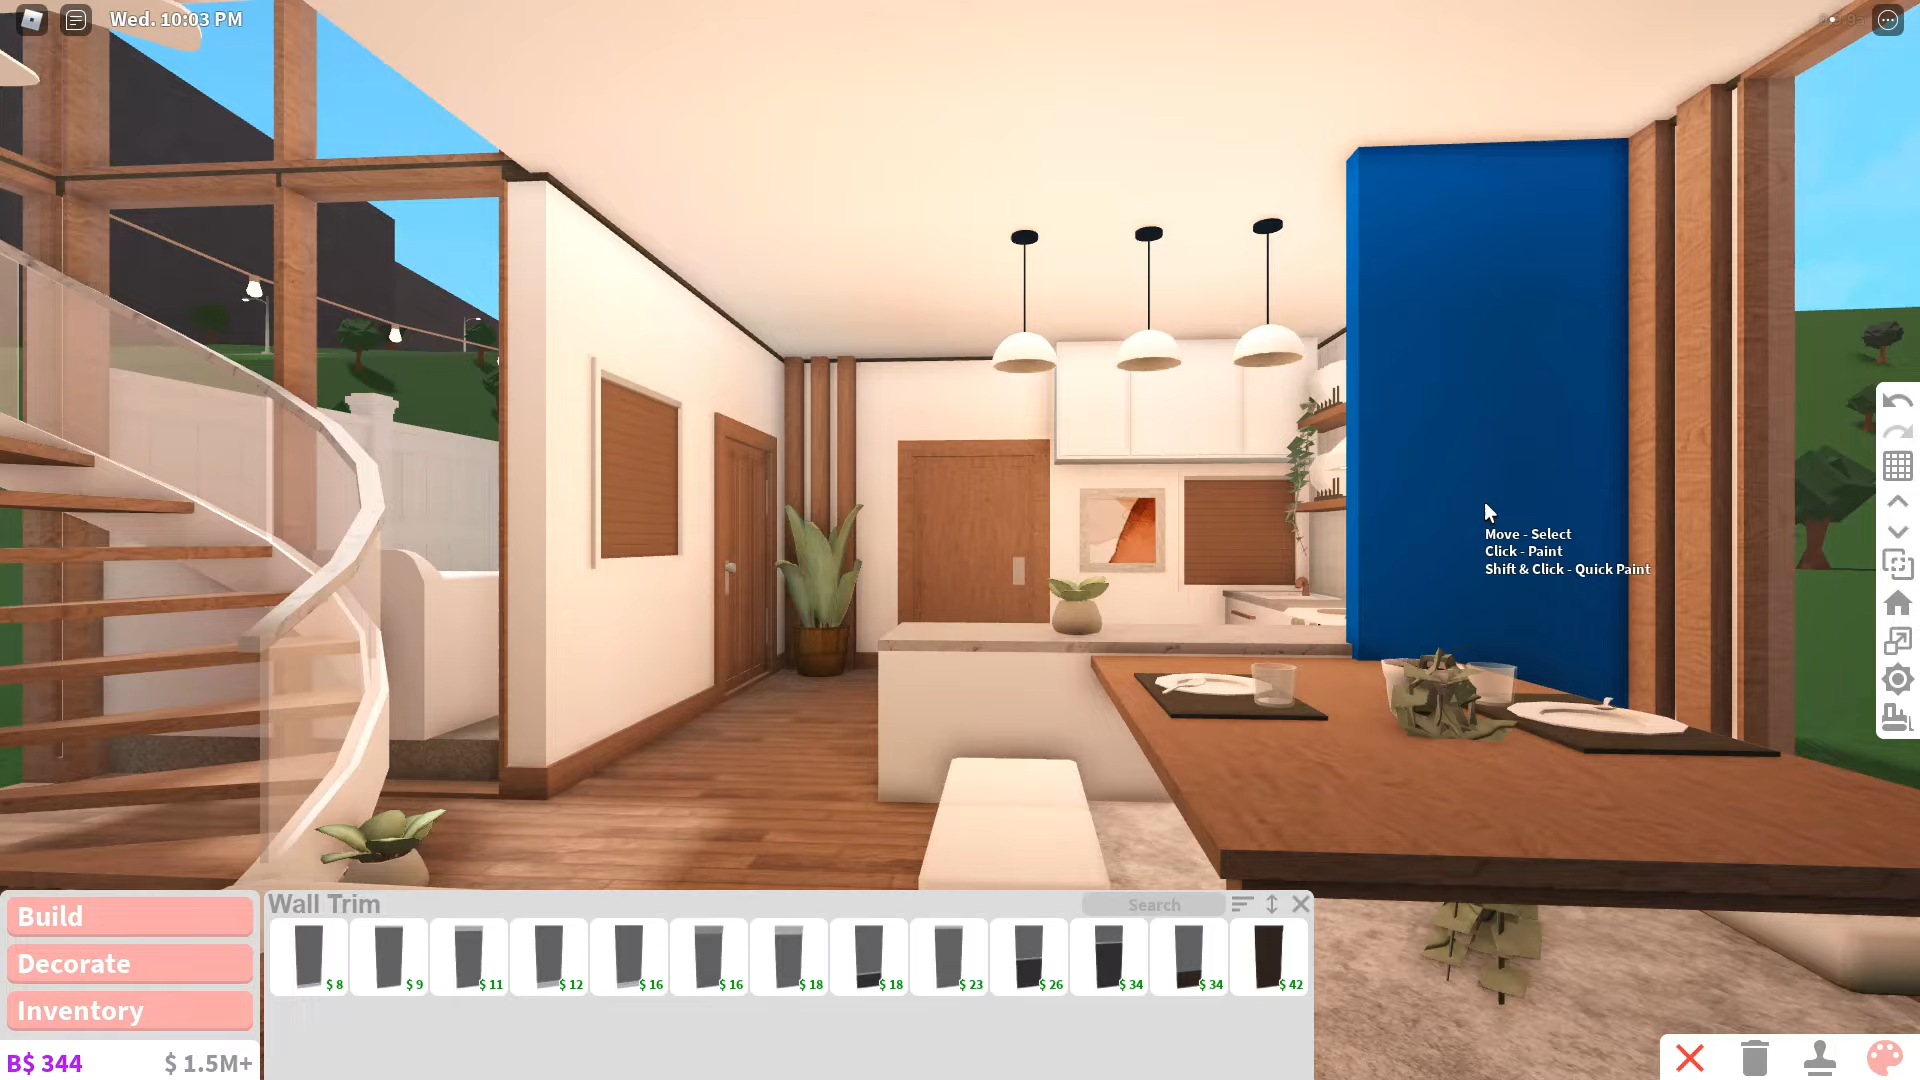 Wed. 10:03 PM
Move - Select
Click - Paint
Shift & Click - Quick Paint
Build
Decorate
Inventory
B$ 344
$ 1.5M+
Wall Trim
Search
$ 8
$ 9
$ 11
$ 12
$ 16
$ 16
$ 18
$ 18
$ 23
$ 26
$ 34
$ 34
$ 42